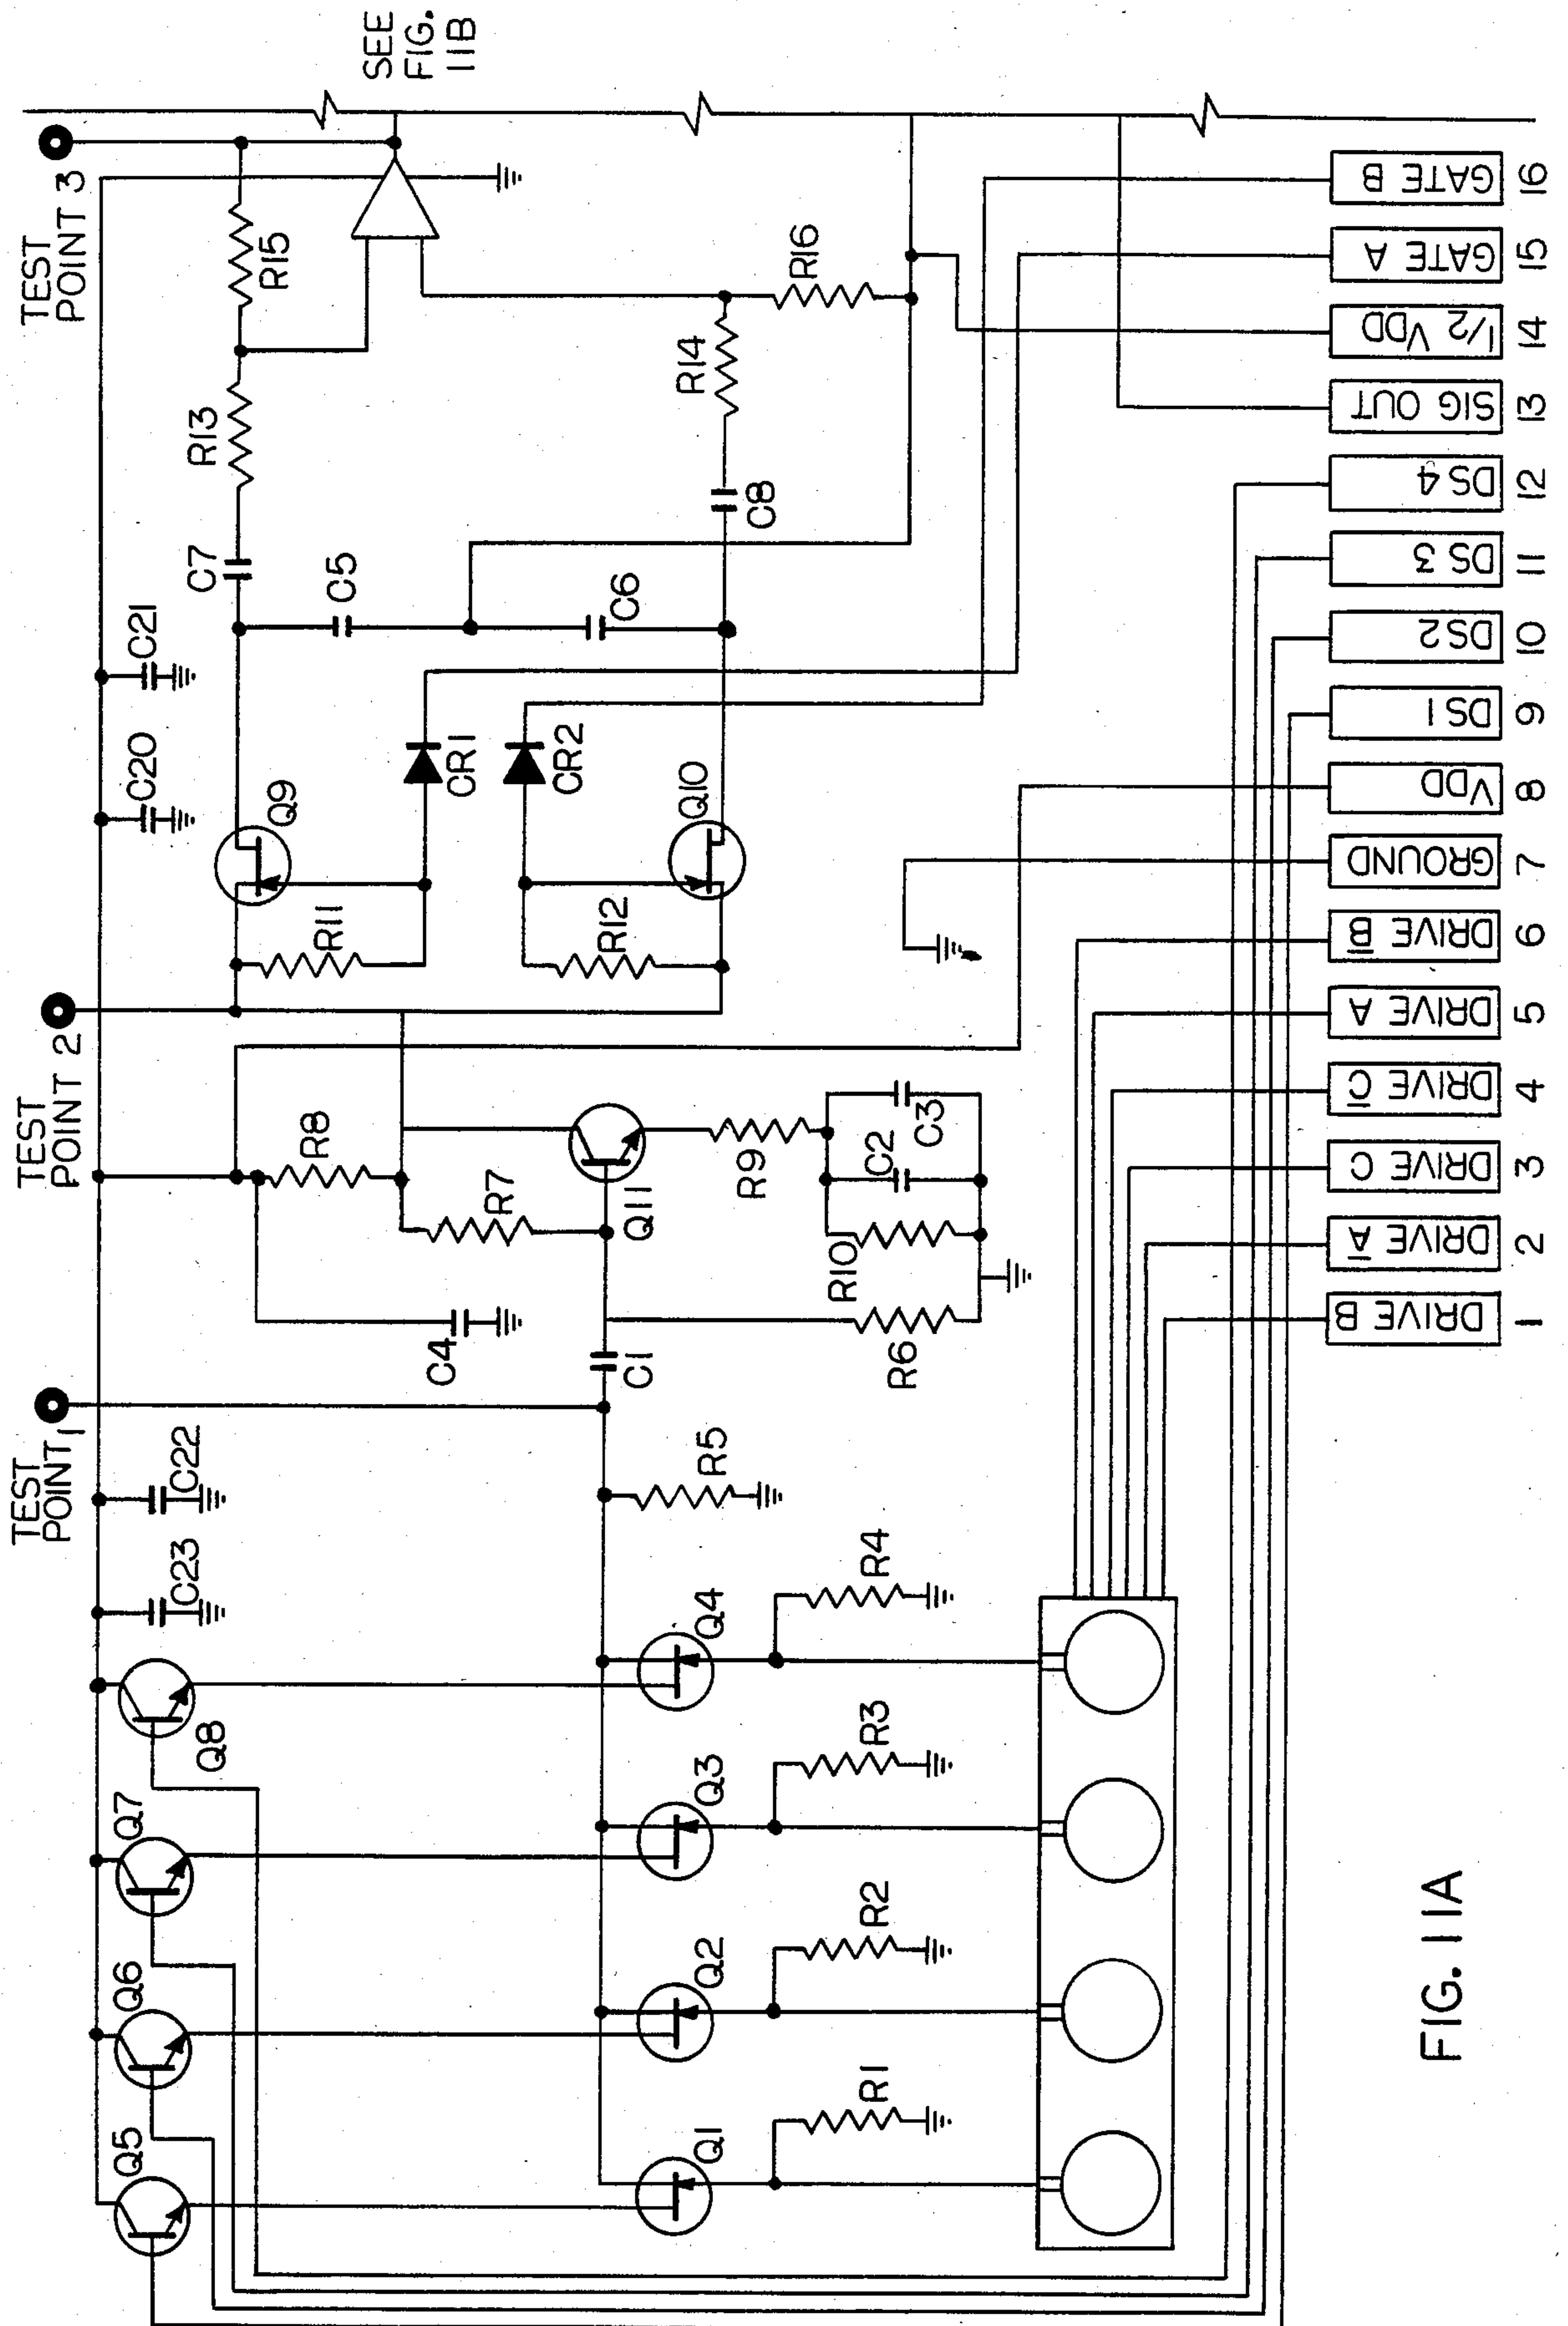 SEE
FIG.
11B
TEST
POINT 3
R15
R16
R13
R14
C7
C5
C6
C8
C21
C20
Q9
CR1
CR2
Q10
R11
R12
TEST
POINT 2
R8
R7
Q11
R9
C2
C3
R10
R6
C4
C1
TEST
POINT 1
C22
C23
R5
R4
Q4
Q8
R3
Q3
Q7
R2
Q2
Q6
R1
Q1
Q5
GATE B 16
GATE A 15
1/2 VDD 14
SIG OUT 13
DS 4 12
DS 3 11
DS 2 10
DS 1 9
VDD 8
GROUND 7
DRIVE B̅ 6
DRIVE A 5
DRIVE C̅ 4
DRIVE C 3
DRIVE A̅ 2
DRIVE B 1
FIG. 11A